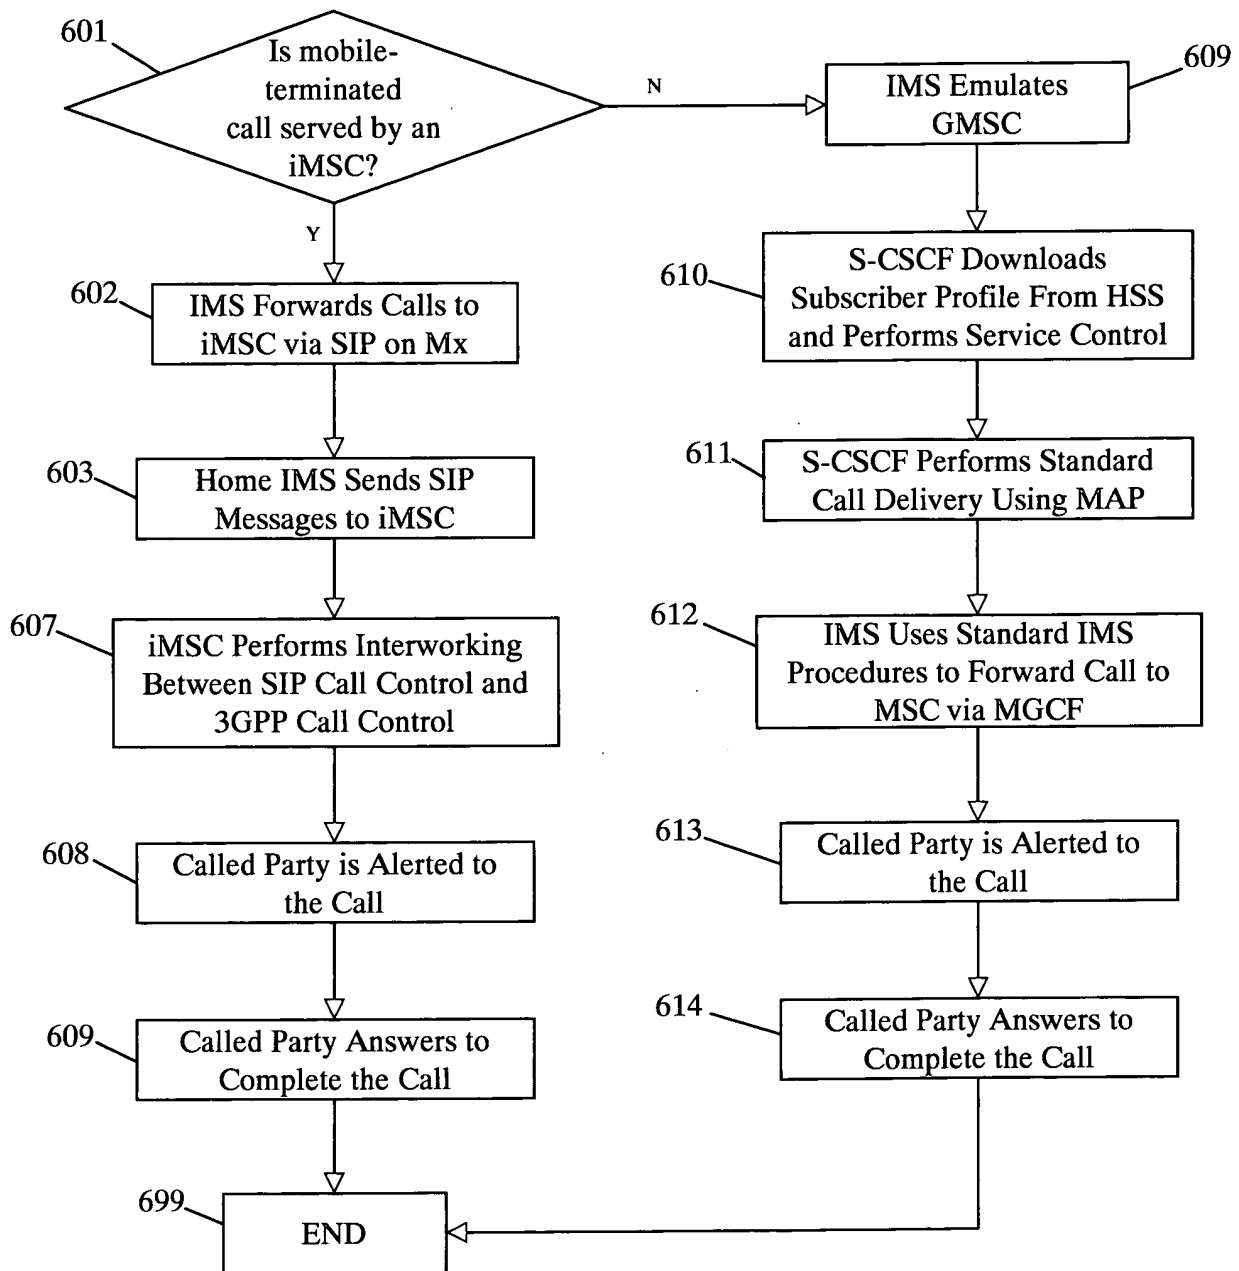 601
Is mobile-
terminated
call served by an
iMSC?
N
609
IMS Emulates
GMSC
Y
602
IMS Forwards Calls to
iMSC via SIP on Mx
610
S-CSCF Downloads
Subscriber Profile From HSS
and Performs Service Control
603
Home IMS Sends SIP
Messages to iMSC
611
S-CSCF Performs Standard
Call Delivery Using MAP
607
iMSC Performs Interworking
Between SIP Call Control and
3GPP Call Control
612
IMS Uses Standard IMS
Procedures to Forward Call to
MSC via MGCF
608
Called Party is Alerted to
the Call
613
Called Party is Alerted to
the Call
609
Called Party Answers to
Complete the Call
614
Called Party Answers to
Complete the Call
699
END